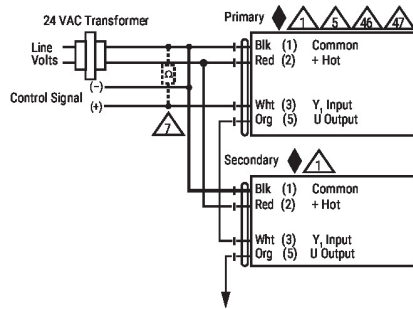 24 VAC Transformer
Primary 1 5 46 47
Line
Volts
Blk (1) Common
Red (2) + Hot
(−)
Control Signal (+)
Ω
7
Wht (3) Y1 Input
Org (5) U Output
Secondary 1
Blk (1) Common
Red (2) + Hot
Wht (3) Y1 Input
Org (5) U Output